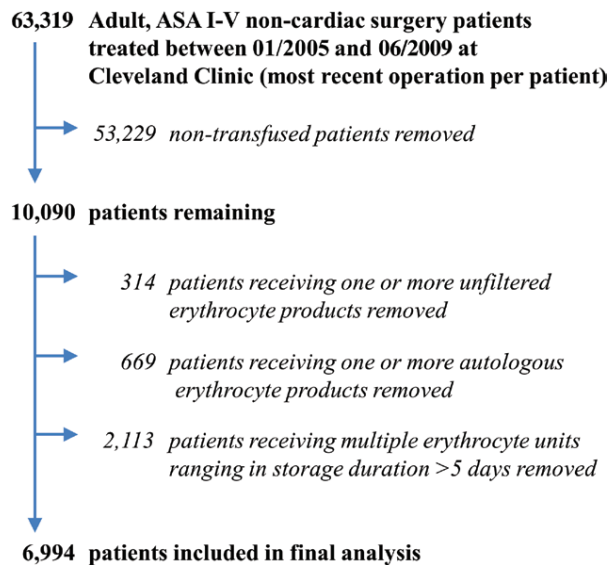 63,319 Adult, ASA I-V non-cardiac surgery patients
treated between 01/2005 and 06/2009 at
Cleveland Clinic (most recent operation per patient)
53,229 non-transfused patients removed
10,090 patients remaining
314 patients receiving one or more unfiltered
erythrocyte products removed
669 patients receiving one or more autologous
erythrocyte products removed
2,113 patients receiving multiple erythrocyte units
ranging in storage duration >5 days removed
6,994 patients included in final analysis